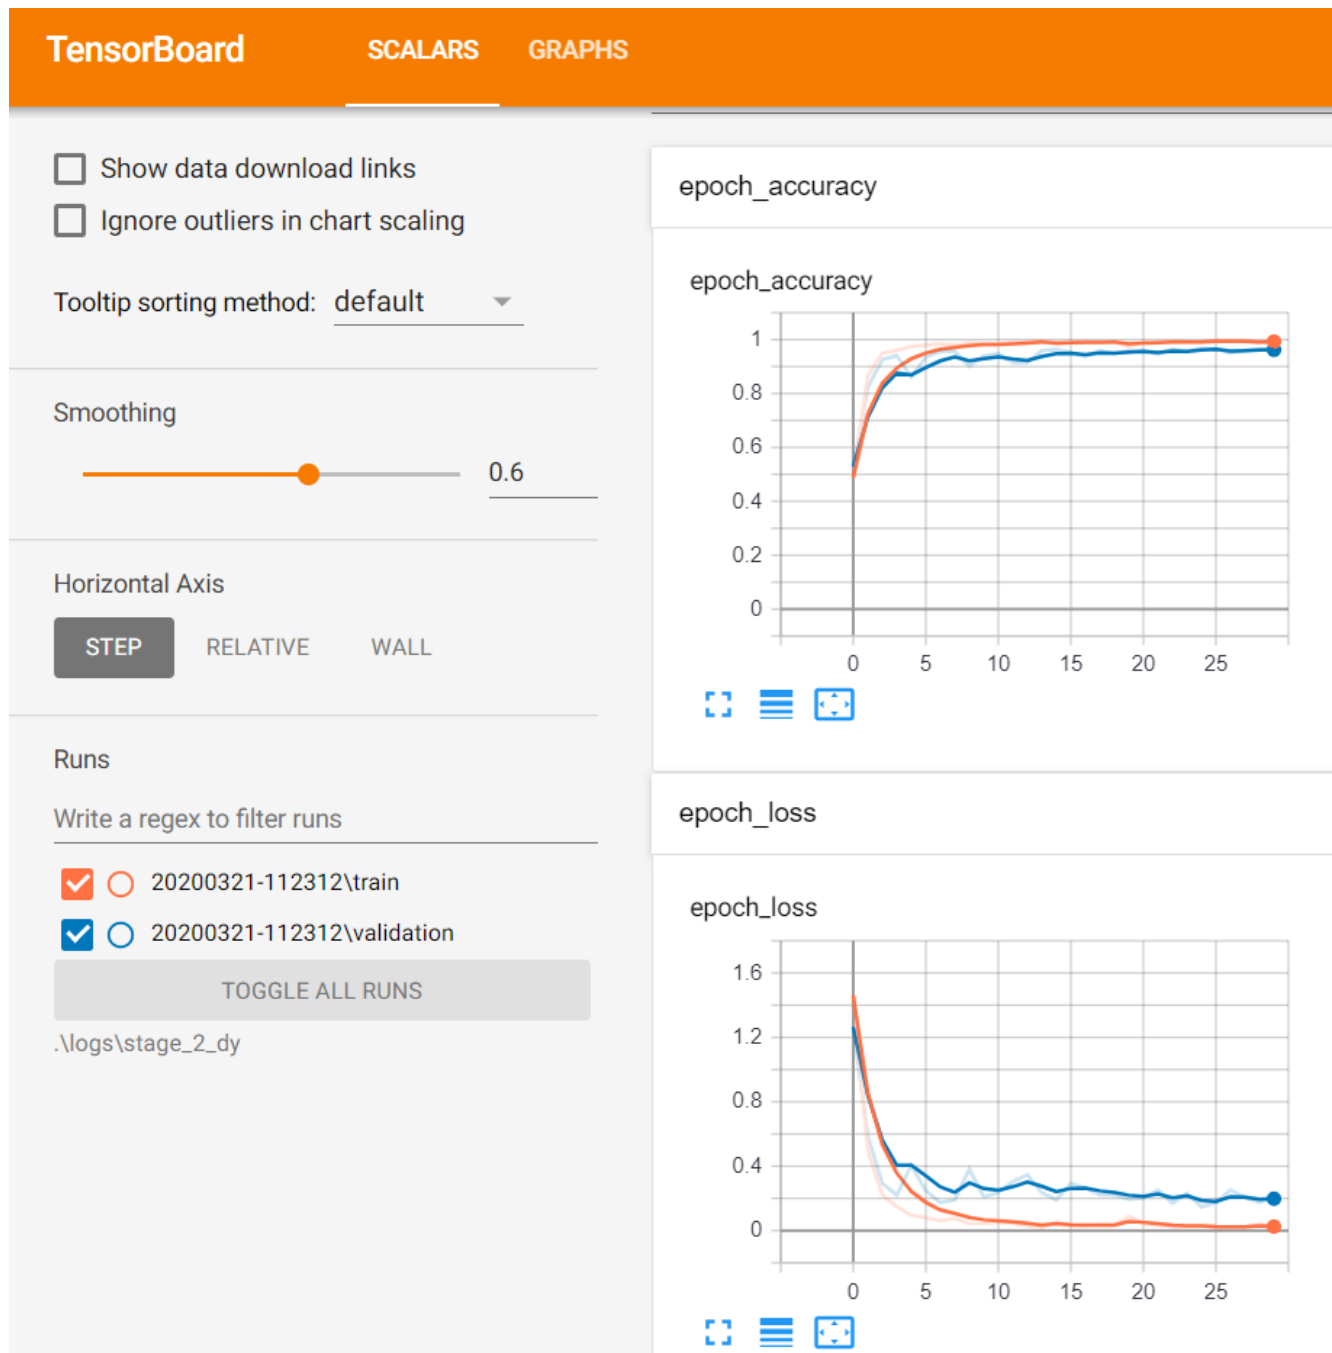 TensorBoard SCALARS GRAPHS
Show data download links
Ignore outliers in chart scaling
Tooltip sorting method: default
Smoothing
0.6
Horizontal Axis
STEP RELATIVE WALL
Runs
Write a regex to filter runs
20200321-112312\train
20200321-112312\validation
TOGGLE ALL RUNS
.\logs\stage_2_dy
epoch_accuracy
epoch_accuracy
1
0.8
0.6
0.4
0.2
0
0 5 10 15 20 25
epoch_loss
epoch_loss
1.6
1.2
0.8
0.4
0
0 5 10 15 20 25